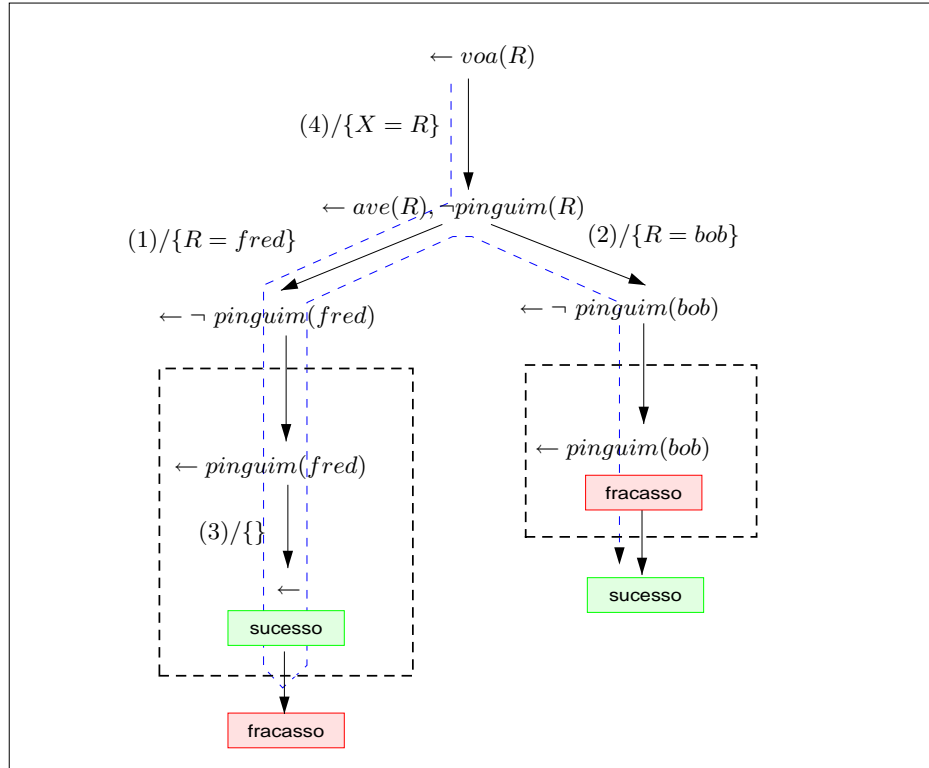 ← voa(R)
(4)/{X = R}
← ave(R), ¬pinguim(R)
(1)/{R = fred}
(2)/{R = bob}
← ¬ pinguim(fred)
← ¬ pinguim(bob)
← pinguim(fred)
← pinguim(bob)
fracasso
(3)/{}
←
sucesso
sucesso
fracasso